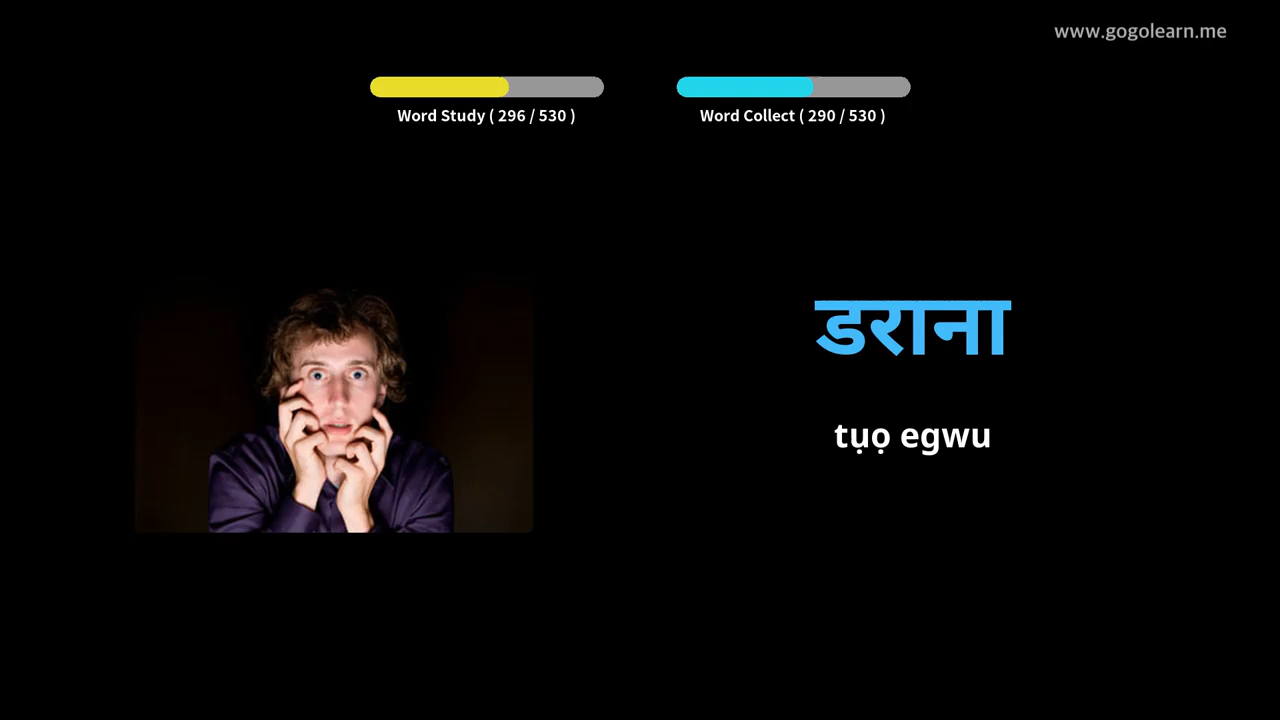 www.gogolearn.me
Word Study ( 296 / 530 )
Word Collect ( 290 / 530 )
डराना
tụọ egwu